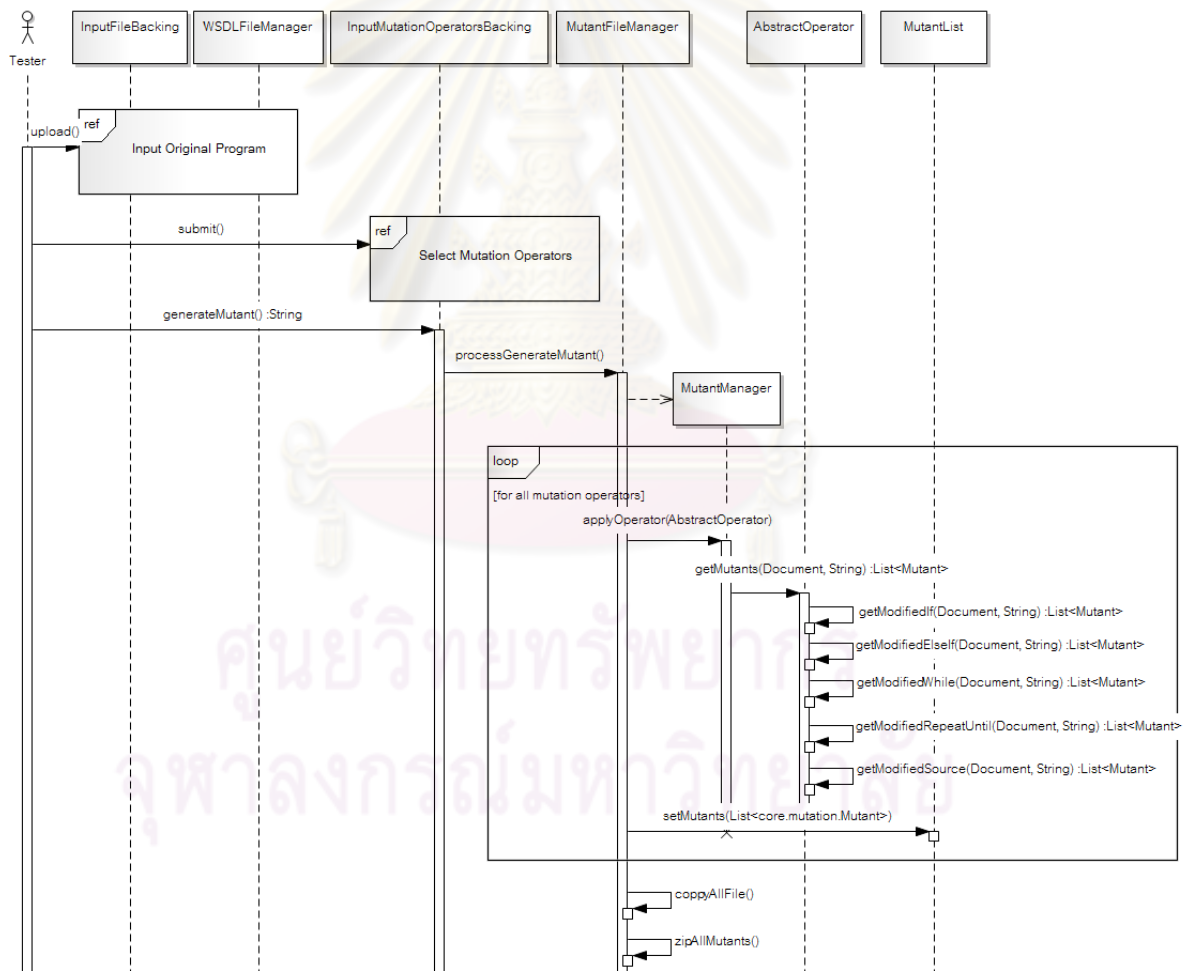 InputFileBacking
WSDLFileManager
InputMutationOperatorsBacking
MutantFileManager
AbstractOperator
MutantList
Tester
upload()
ref
Input Original Program
submit()
ref
Select Mutation Operators
generateMutant() :String
processGenerateMutant()
MutantManager
loop
[for all mutation operators]
applyOperator(AbstractOperator)
getMutants(Document, String) :List<Mutant>
getModifiedIf(Document, String) :List<Mutant>
getModifiedElseIf(Document, String) :List<Mutant>
getModifiedWhile(Document, String) :List<Mutant>
getModifiedRepeatUntil(Document, String) :List<Mutant>
getModifiedSource(Document, String) :List<Mutant>
setMutants(List<core.mutation.Mutant>)
coppyAllFile()
zipAllMutants()
ศูนย์วิทยทรัพยากร
จุฬาลงกรณ์มหาวิทยาลัย